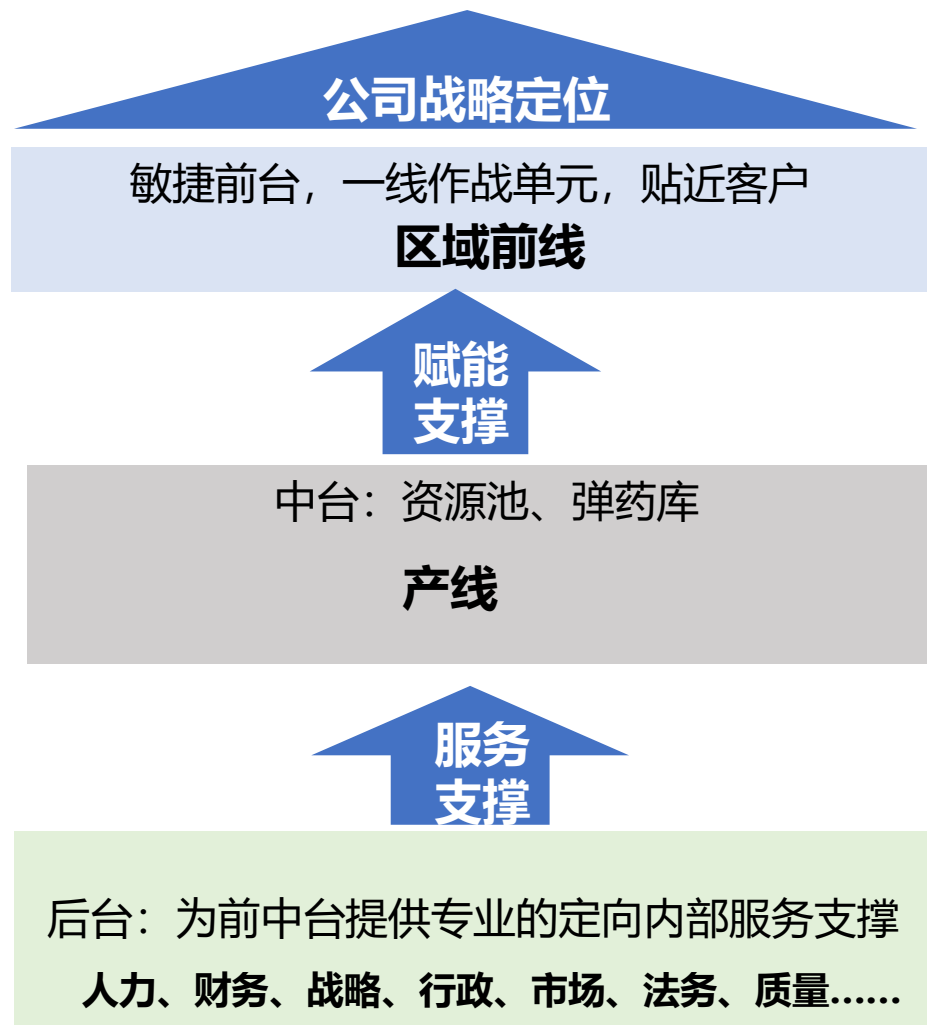 公司战略定位
敏捷前台，一线作战单元，贴近客户
区域前线
赋能
支撑
中台：资源池、弹药库
产线
服务
支撑
后台：为前中台提供专业的定向内部服务支撑
人力、财务、战略、行政、市场、法务、质量……